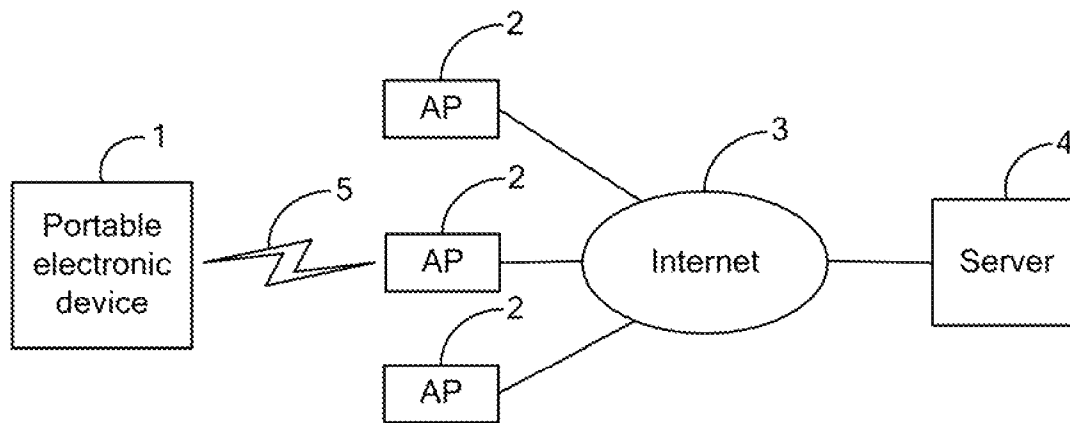 2
AP
1
Portable
electronic
device
5
2
AP
3
Internet
4
Server
2
AP